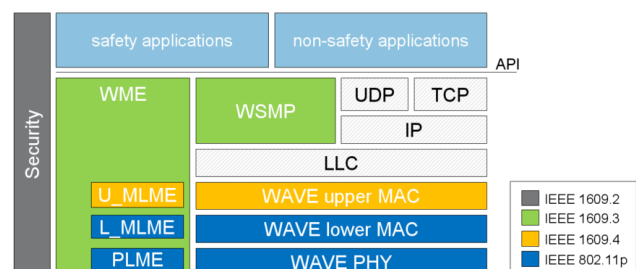 safety applications
non-safety applications
API
Security
WME
WSMP
UDP
TCP
IP
LLC
U_MLME
WAVE upper MAC
L_MLME
WAVE lower MAC
PLME
WAVE PHY
IEEE 1609.2
IEEE 1609.3
IEEE 1609.4
IEEE 802.11p